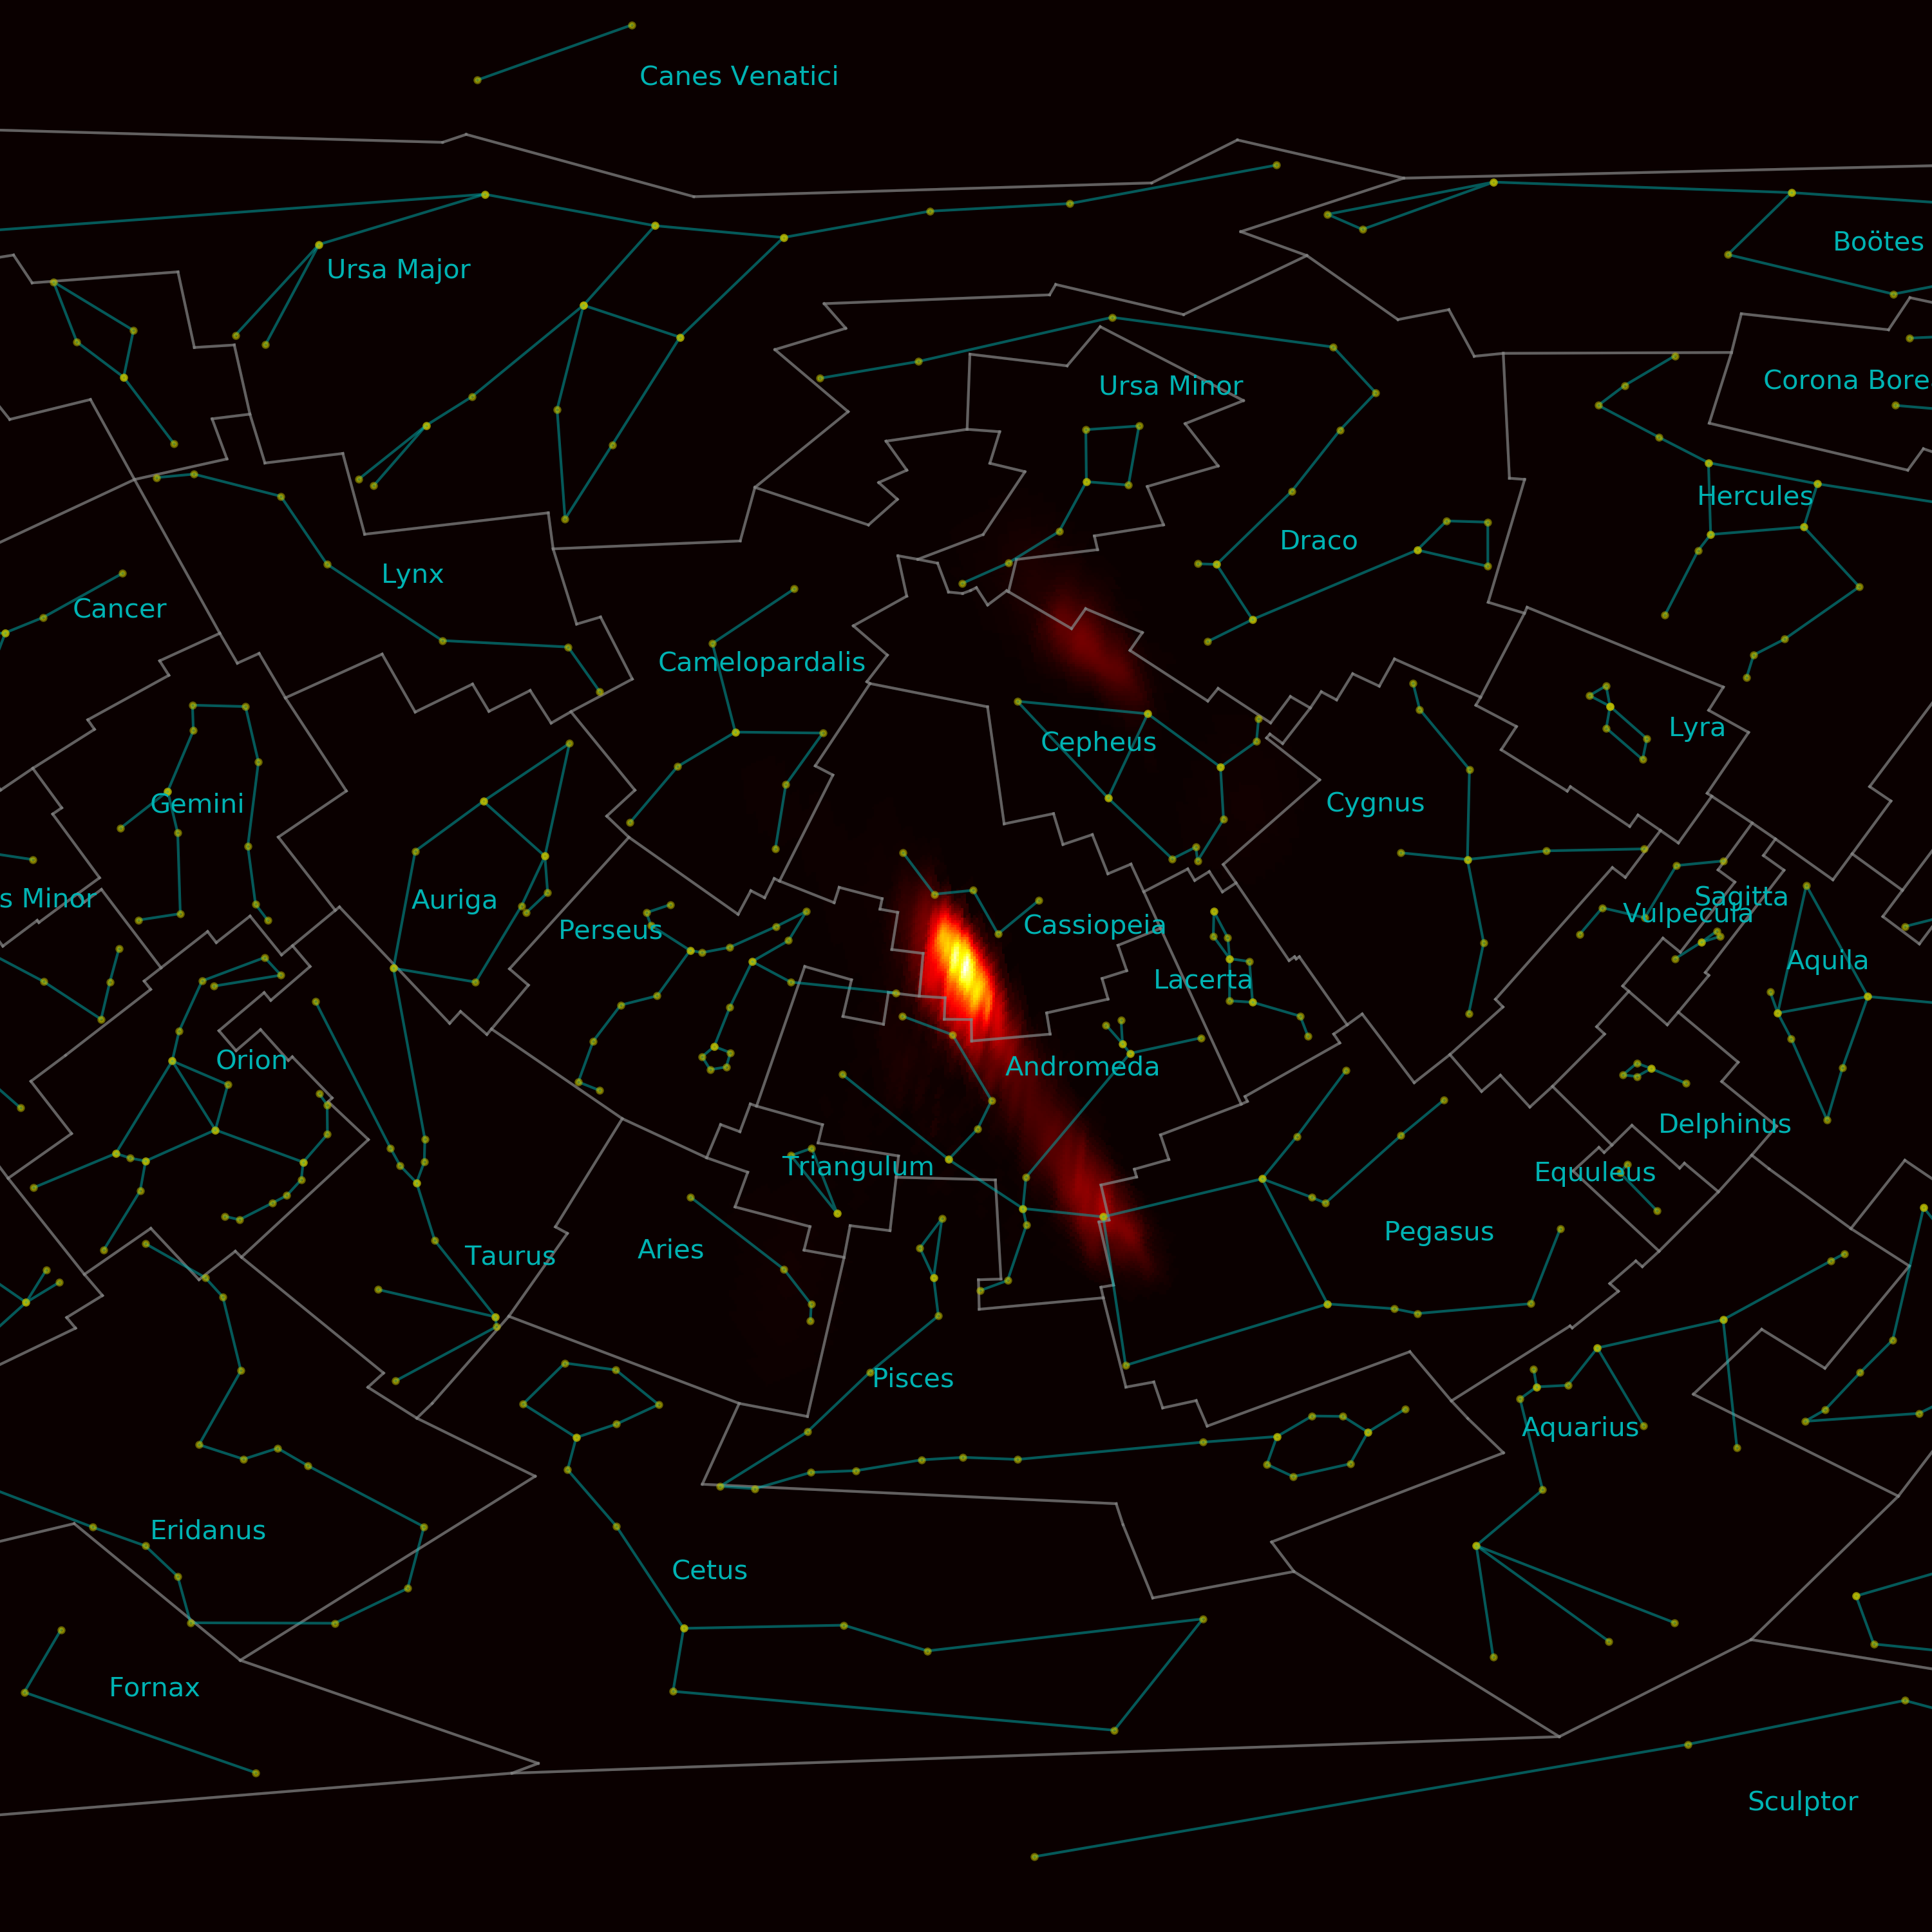 Canes Venatici
Boötes
Ursa Major
Corona Bore
Ursa Minor
Hercules
Draco
Lynx
Cancer
Camelopardalis
Lyra
Cepheus
Cygnus
Gemini
s Minor
Auriga
Sagitta
Vulpecula
Perseus
Cassiopeia
Aquila
Lacerta
Orion
Andromeda
Delphinus
Triangulum
Equuleus
Pegasus
Aries
Taurus
Pisces
Aquarius
Eridanus
Cetus
Fornax
Sculptor